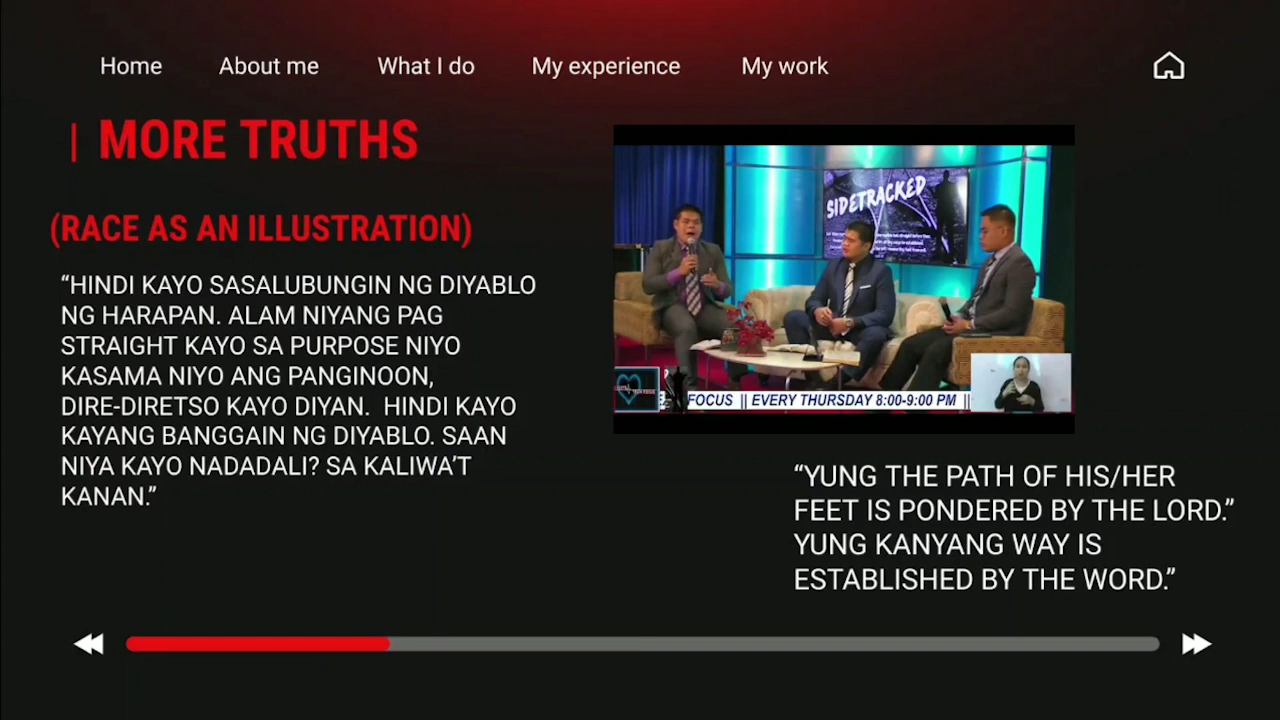 Home About me What I do My experience My work
| MORE TRUTHS
(RACE AS AN ILLUSTRATION)
“HINDI KAYO SASALUBUNGIN NG DIYABLO
NG HARAPAN. ALAM NIYANG PAG
STRAIGHT KAYO SA PURPOSE NIYO
KASAMA NIYO ANG PANGINOON,
DIRE-DIRETSO KAYO DIYAN. HINDI KAYO
KAYANG BANGGAIN NG DIYABLO. SAAN
NIYA KAYO NADADALI? SA KALIWA’T
KANAN.”
SIDETRACKED
FOCUS || EVERY THURSDAY 8:00-9:00 PM ||
“YUNG THE PATH OF HIS/HER
FEET IS PONDERED BY THE LORD.”
YUNG KANYANG WAY IS
ESTABLISHED BY THE WORD.”